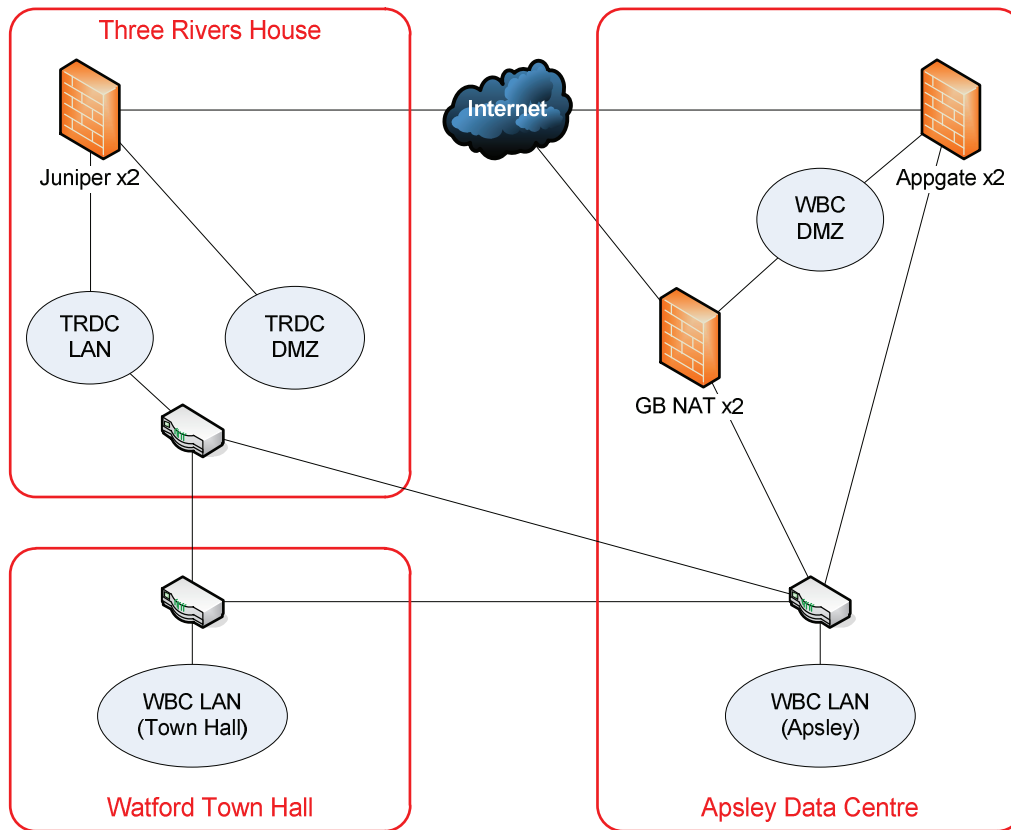 Three Rivers House
Internet
Juniper x2
Appgate x2
WBC
DMZ
TRDC
LAN
TRDC
DMZ
GB NAT x2
WBC LAN
(Town Hall)
WBC LAN
(Apsley)
Watford Town Hall
Apsley Data Centre